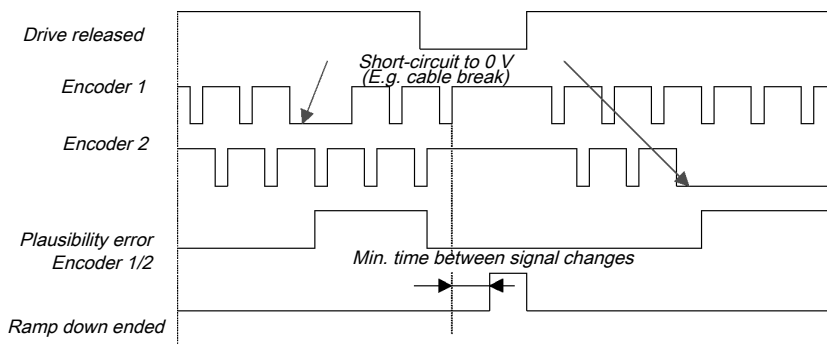 Drive released
Short-circuit to 0 V
(E.g. cable break)
Encoder 1
Encoder 2
Plausibility error
Encoder 1/2
Min. time between signal changes
Ramp down ended